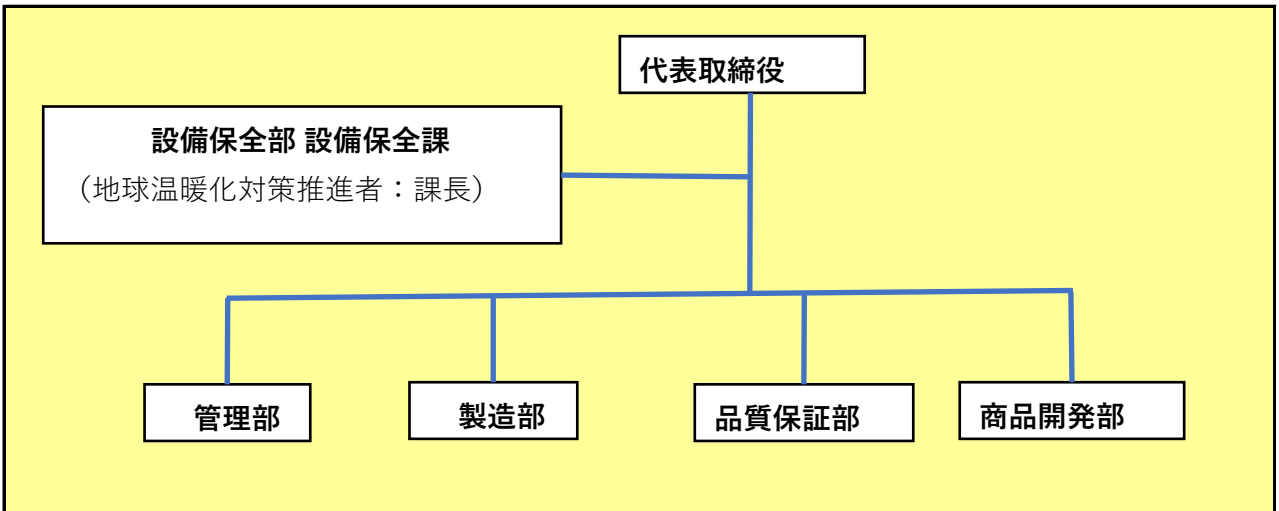 代表取締役
設備保全部 設備保全課
（地球温暖化対策推進者：課長）
管理部
製造部
品質保証部
商品開発部